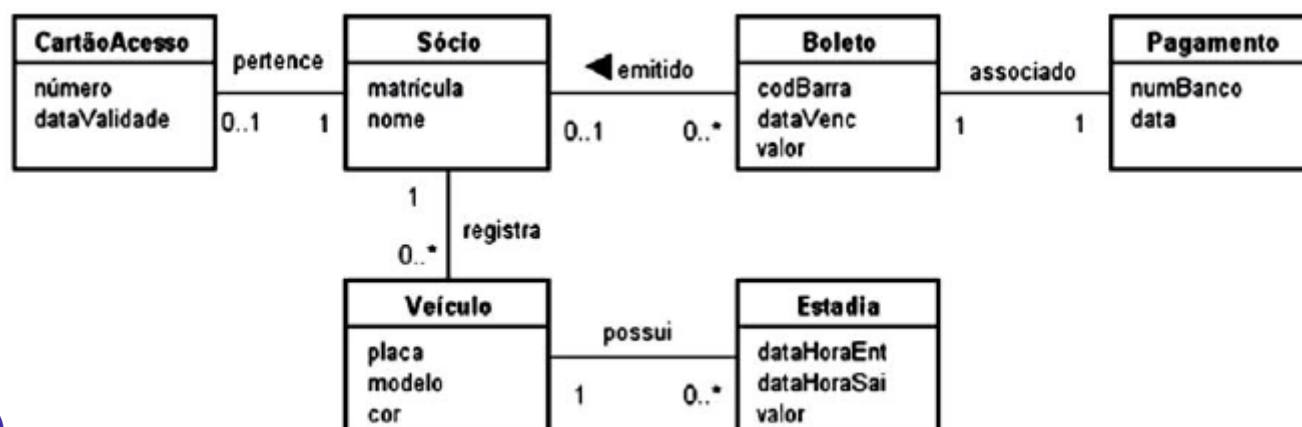 CartãoAcesso
número
dataValidade
pertence
0..1
1
Sócio
matrícula
nome
emitido
0..1
0..*
Boleto
codBarra
dataVenc
valor
associado
1
1
Pagamento
numBanco
data
1
registra
0..*
Veículo
placa
modelo
cor
possui
1
0..*
Estadia
dataHoraEnt
dataHoraSai
valor